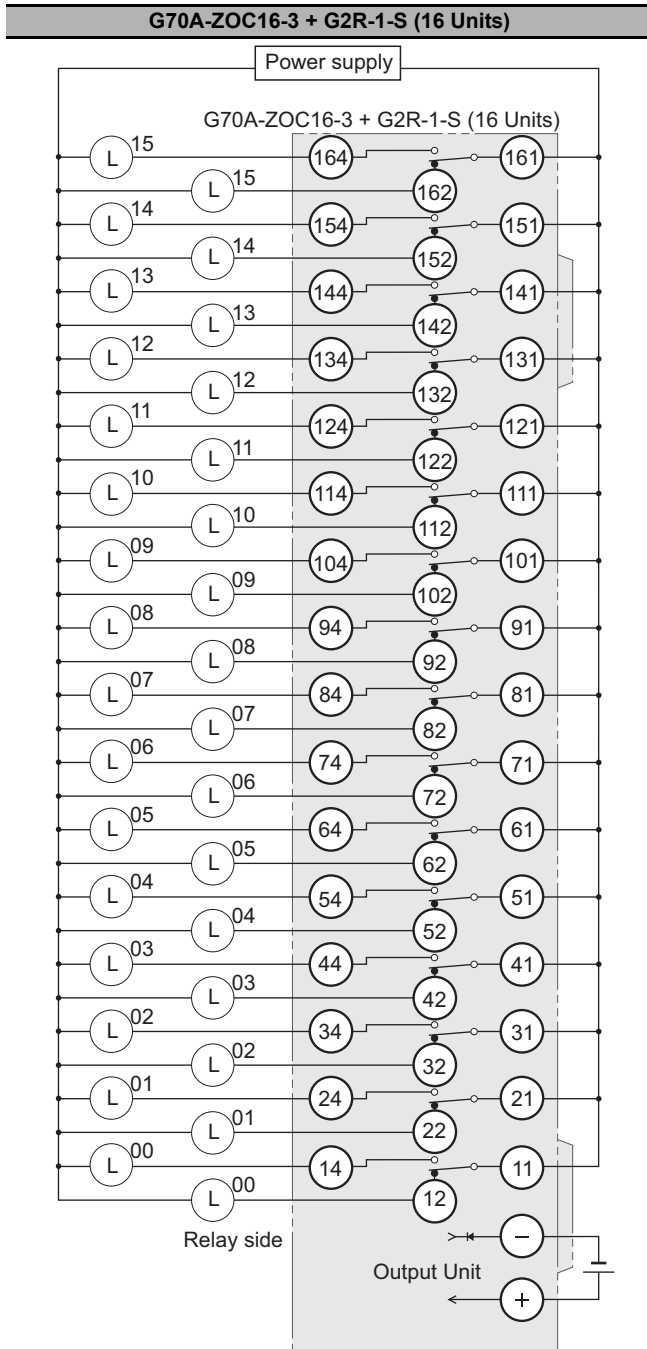 G70A-ZOC16-3 + G2R-1-S (16 Units)
Power supply
G70A-ZOC16-3 + G2R-1-S (16 Units)
L 15 164 161
L 15 162
L 14 154 151
L 14 152
L 13 144 141
L 13 142
L 12 134 131
L 12 132
L 11 124 121
L 11 122
L 10 114 111
L 10 112
L 09 104 101
L 09 102
L 08 94 91
L 08 92
L 07 84 81
L 07 82
L 06 74 71
L 06 72
L 05 64 61
L 05 62
L 04 54 51
L 04 52
L 03 44 41
L 03 42
L 02 34 31
L 02 32
L 01 24 21
L 01 22
L 00 14 11
L 00 12
Relay side
−
Output Unit
+